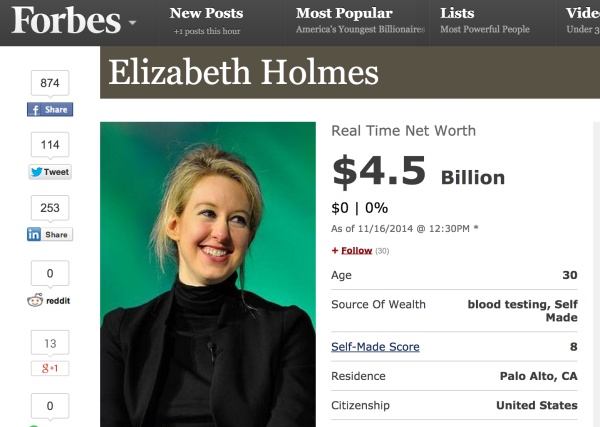 Forbes
New Posts
+1 posts this hour
Most Popular
America's Youngest Billionaires
Lists
Most Powerful People
Under 3
Elizabeth Holmes
874
Share
114
Tweet
253
in Share
0
reddit
13
g+1
0
Real Time Net Worth
$4.5 Billion
$0 | 0%
As of 11/16/2014 @ 12:30PM *
+ Follow (30)
Age 30
Source Of Wealth blood testing, Self
Made
Self-Made Score 8
Residence Palo Alto, CA
Citizenship United States